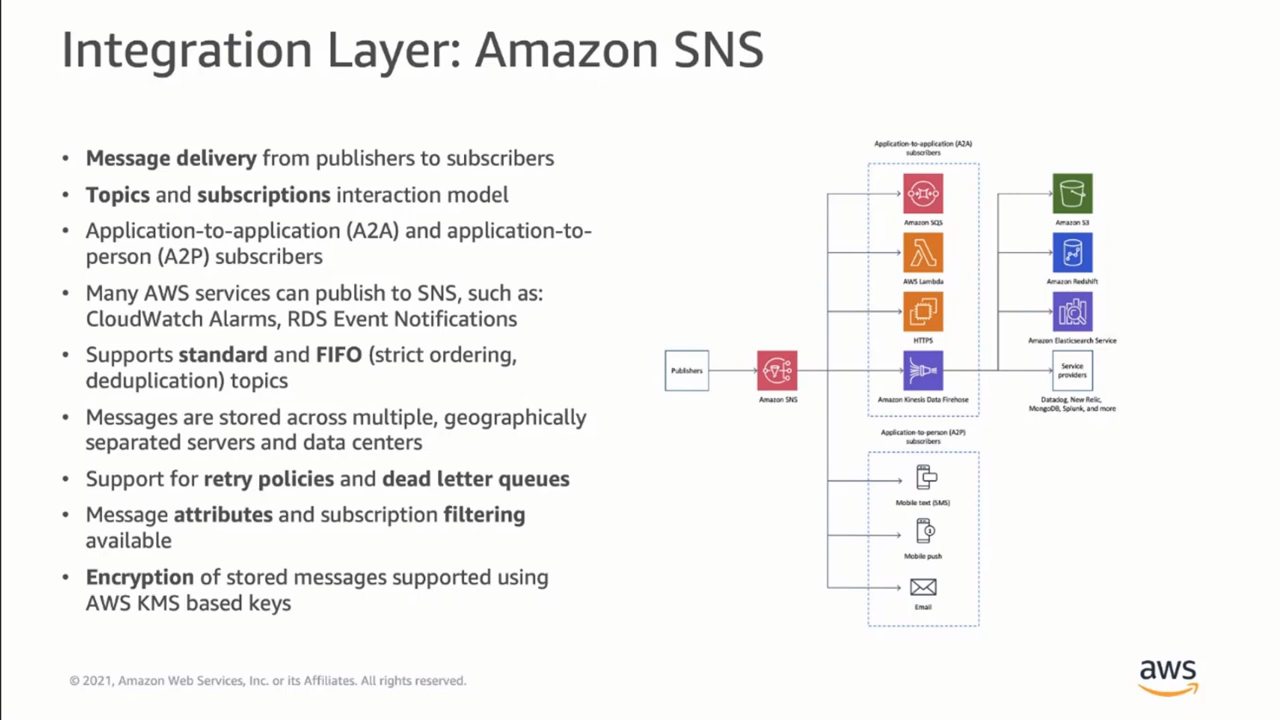 Integration Layer: Amazon SNS
• Message delivery from publishers to subscribers
• Topics and subscriptions interaction model
• Application-to-application (A2A) and application-to-
person (A2P) subscribers
• Many AWS services can publish to SNS, such as:
CloudWatch Alarms, RDS Event Notifications
• Supports standard and FIFO (strict ordering,
deduplication) topics
• Messages are stored across multiple, geographically
separated servers and data centers
• Support for retry policies and dead letter queues
• Message attributes and subscription filtering
available
• Encryption of stored messages supported using
AWS KMS based keys
Publishers
Amazon SNS
Application-to-application (A2A)
subscribers
Amazon SQS
AWS Lambda
HTTPS
Amazon Kinesis Data Firehose
Amazon S3
Amazon Redshift
Amazon Elasticsearch Service
Service
providers
Datadog, New Relic,
MongoDB, Splunk, and more
Application-to-person (A2P)
subscribers
Mobile text (SMS)
Mobile push
Email
© 2021, Amazon Web Services, Inc. or its Affiliates. All rights reserved.
aws